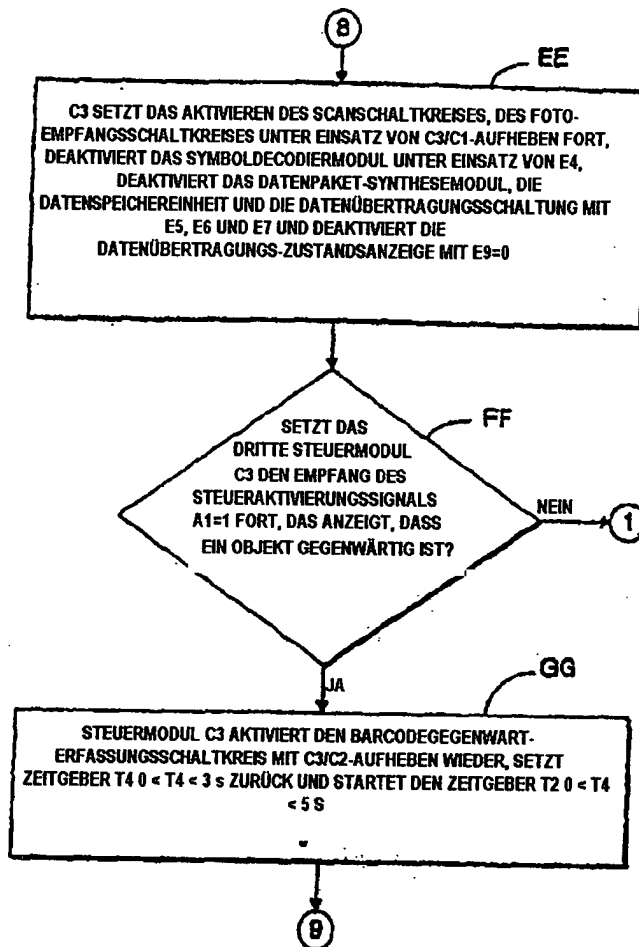 8
EE
C3 SETZT DAS AKTIVIEREN DES SCANSCHALTKREISES, DES FOTO-
EMPFANGSSCHALTKREISES UNTER EINSATZ VON C3/C1-AUFHEBEN FORT,
DEAKTIVIERT DAS SYMBOLDECODIERMODUL UNTER EINSATZ VON E4,
DEAKTIVIERT DAS DATENPAKET-SYNTHESEMODUL, DIE
DATENSPEICHEREINHEIT UND DIE DATENÜBERTRAGUNGSSCHALTUNG MIT
E5, E6 UND E7 UND DEAKTIVIERT DIE
DATENÜBERTRAGUNGS-ZUSTANDSANZEIGE MIT E9=0
FF
SETZT DAS
DRITTE STEUERMODUL
C3 DEN EMPFANG DES
STEUERAKTIVIERUNGSSIGNALS
A1=1 FORT, DAS ANZEIGT, DASS
EIN OBJEKT GEGENWÄRTIG IST?
NEIN
1
JA
GG
STEUERMODUL C3 AKTIVIERT DEN BARCODEGEGENWART-
ERFASSUNGSSCHALTKREIS MIT C3/C2-AUFHEBEN WIEDER, SETZT
ZEITGEBER T4 0 < T4 < 3 s ZURÜCK UND STARTET DEN ZEITGEBER T2 0 < T4
< 5 S
9